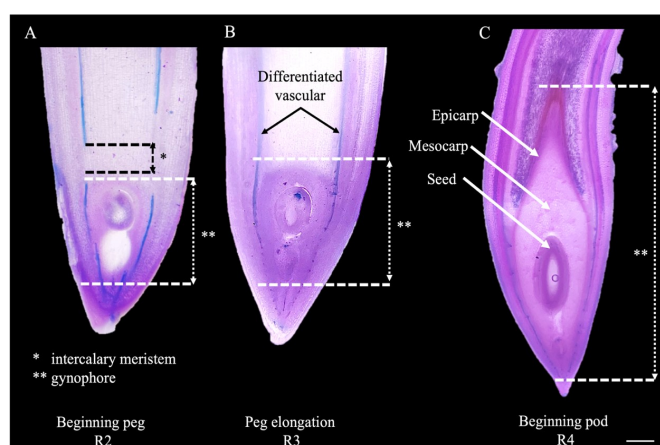 A
B
C
Differentiated
vascular
Epicarp
Mesocarp
Seed
*
**
**
**
* intercalary meristem
** gynophore
Beginning peg
R2
Peg elongation
R3
Beginning pod
R4